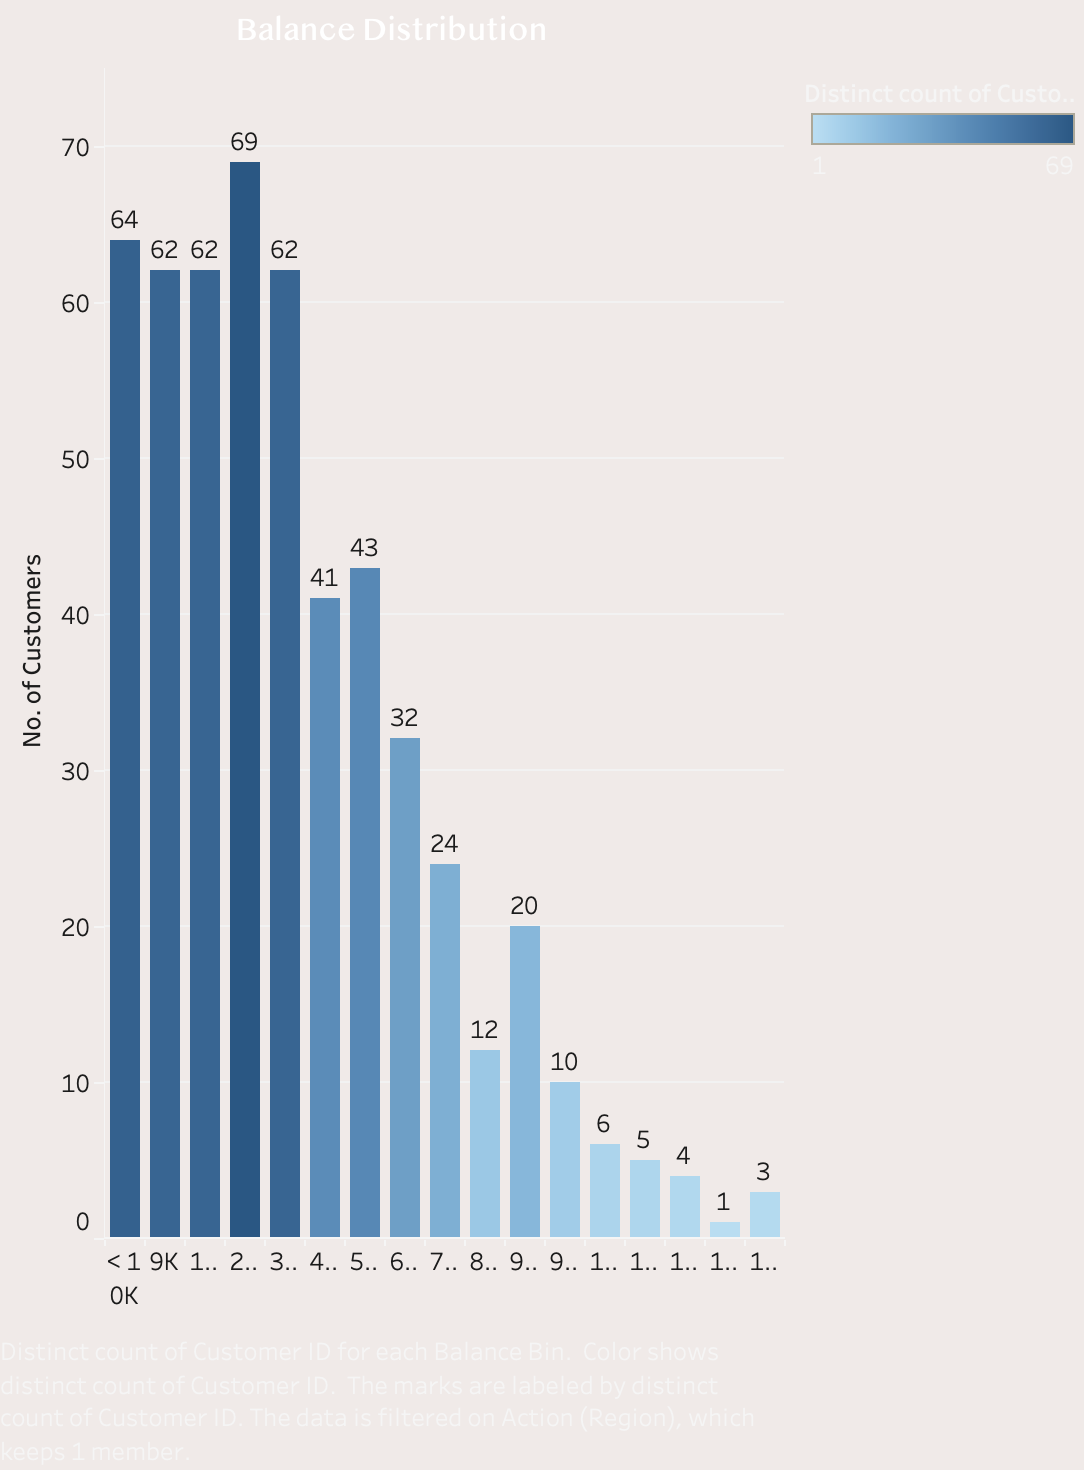 Balance Distribution
Distinct count of Custo..
1 69
70
60
50
40
30
20
10
0
No. of Customers
64
62
62
69
62
41
43
32
24
12
20
10
6
5
4
1
3
< 1 9K 1.. 2.. 3.. 4.. 5.. 6.. 7.. 8.. 9.. 9.. 1.. 1.. 1.. 1.. 1..
0K
Distinct count of Customer ID for each Balance Bin.  Color shows
distinct count of Customer ID.  The marks are labeled by distinct
count of Customer ID. The data is filtered on Action (Region), which
keeps 1 member.